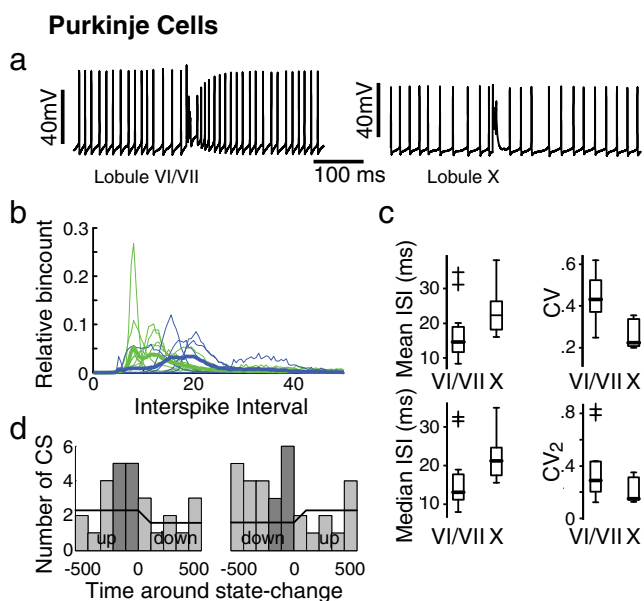 Purkinje Cells
a
40mV
40mV
Lobule VI/VII
100 ms
Lobule X
b
Relative bincount
0.3
0.2
0.1
0
0 20 40
Interspike Interval
c
Mean ISI (ms)
30
20
10
VI/VII X
CV
.6
.4
.2
VI/VII X
Median ISI (ms)
30
20
10
VI/VII X
CV2
.8
.4
0
VI/VII X
d
Number of CS
6
4
2
0
up down
down up
-500 0 500
-500 0 500
Time around state-change